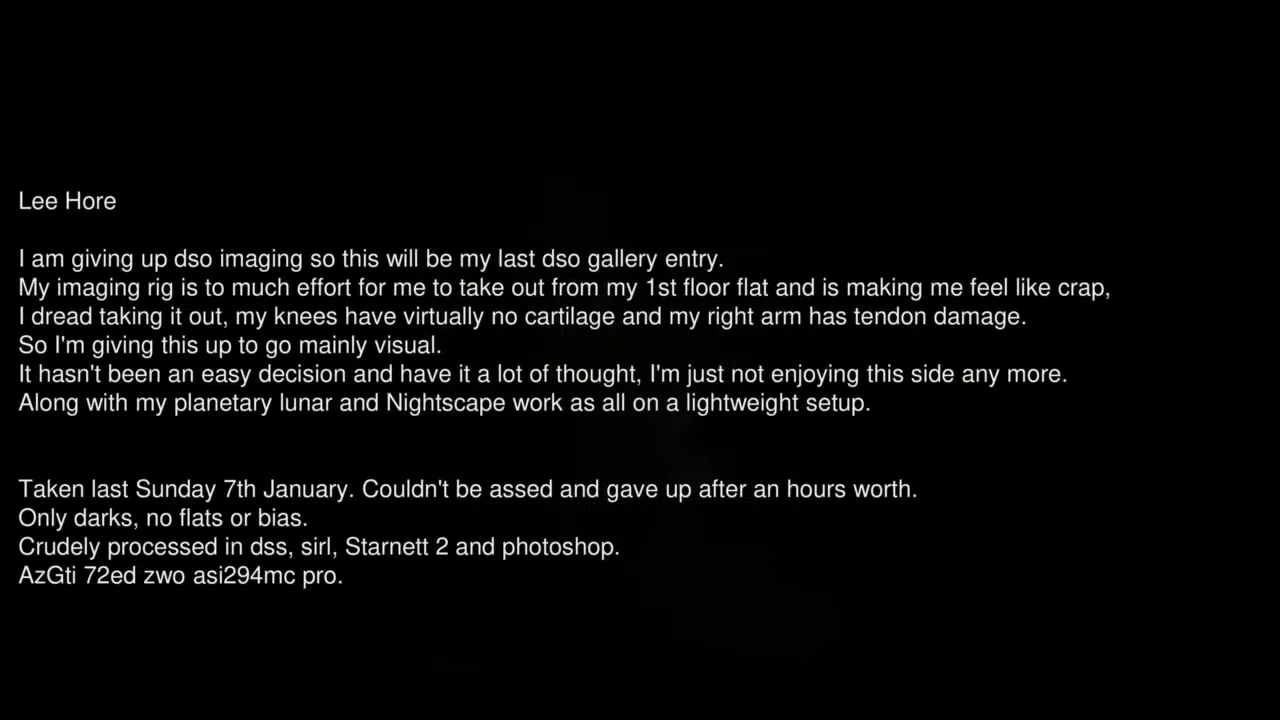 Lee Hore
I am giving up dso imaging so this will be my last dso gallery entry.
My imaging rig is to much effort for me to take out from my 1st floor flat and is making me feel like crap,
I dread taking it out, my knees have virtually no cartilage and my right arm has tendon damage.
So I'm giving this up to go mainly visual.
It hasn't been an easy decision and have it a lot of thought, I'm just not enjoying this side any more.
Along with my planetary lunar and Nightscape work as all on a lightweight setup.
Taken last Sunday 7th January. Couldn't be assed and gave up after an hours worth.
Only darks, no flats or bias.
Crudely processed in dss, sirl, Starnett 2 and photoshop.
AzGti 72ed zwo asi294mc pro.